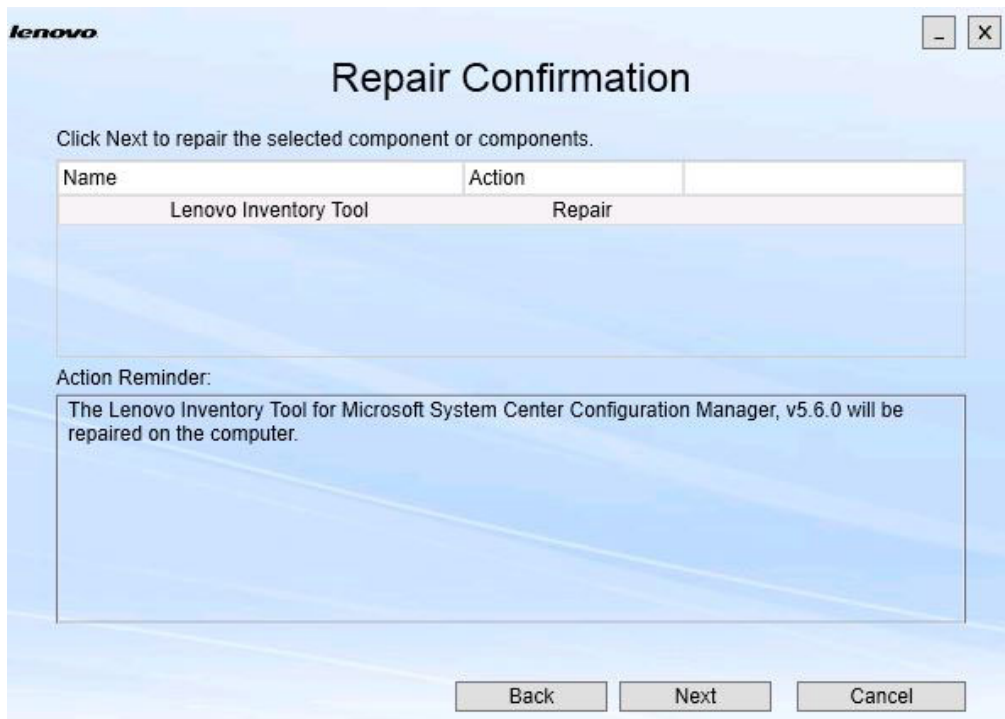 lenovo
_ X
Repair Confirmation
Click Next to repair the selected component or components.
Name Action
Lenovo Inventory Tool Repair
Action Reminder:
The Lenovo Inventory Tool for Microsoft System Center Configuration Manager, v5.6.0 will be
repaired on the computer.
Back Next Cancel